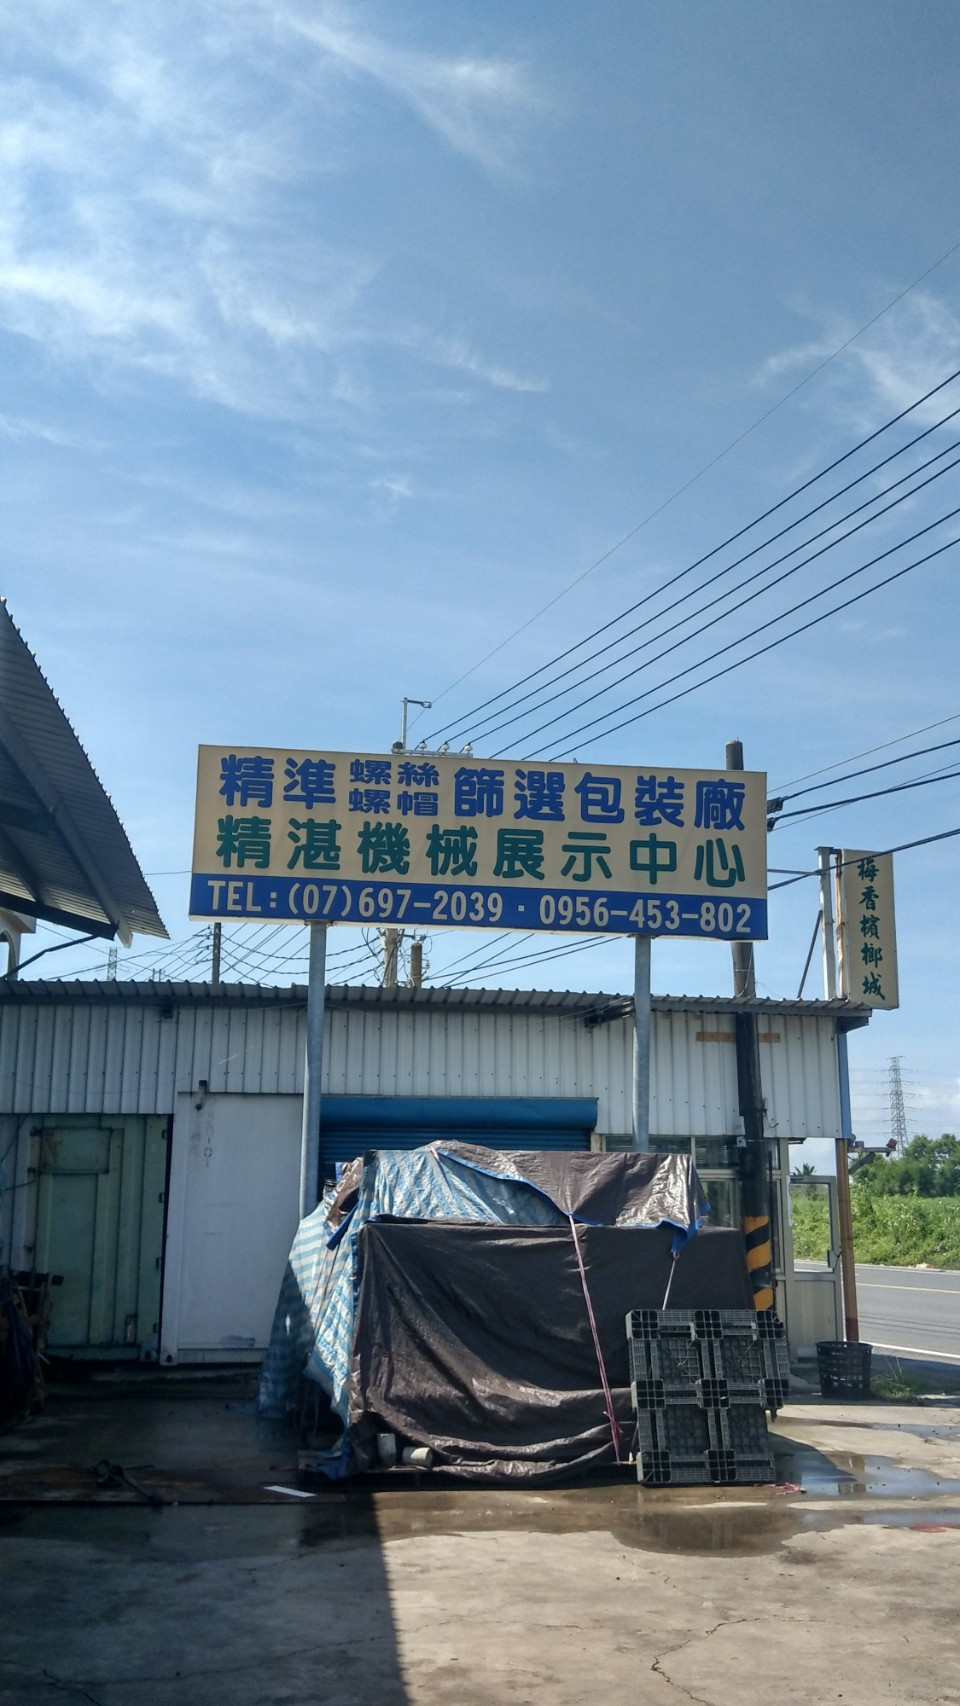 精準螺絲螺帽篩選包裝廠
精湛機械展示中心
TEL:(07)697-2039·0956-453-802
梅香檳榔城